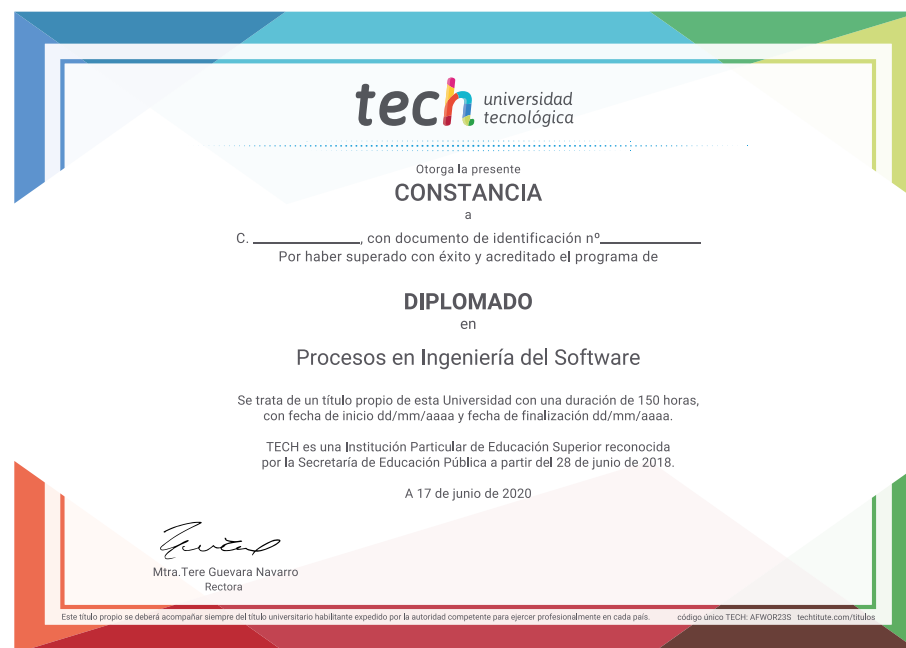 tech universidad
tecnológica
Otorga la presente
CONSTANCIA
a
C. ______________, con documento de identificación nº_____________
Por haber superado con éxito y acreditado el programa de
DIPLOMADO
en
Procesos en Ingeniería del Software
Se trata de un título propio de esta Universidad con una duración de 150 horas,
con fecha de inicio dd/mm/aaaa y fecha de finalización dd/mm/aaaa.
TECH es una Institución Particular de Educación Superior reconocida
por la Secretaría de Educación Pública a partir del 28 de junio de 2018.
A 17 de junio de 2020
Mtra.Tere Guevara Navarro
Rectora
Este título propio se deberá acompañar siempre del título universitario habilitante expedido por la autoridad competente para ejercer profesionalmente en cada país. código único TECH: AFWOR23S techtitute.com/titulos